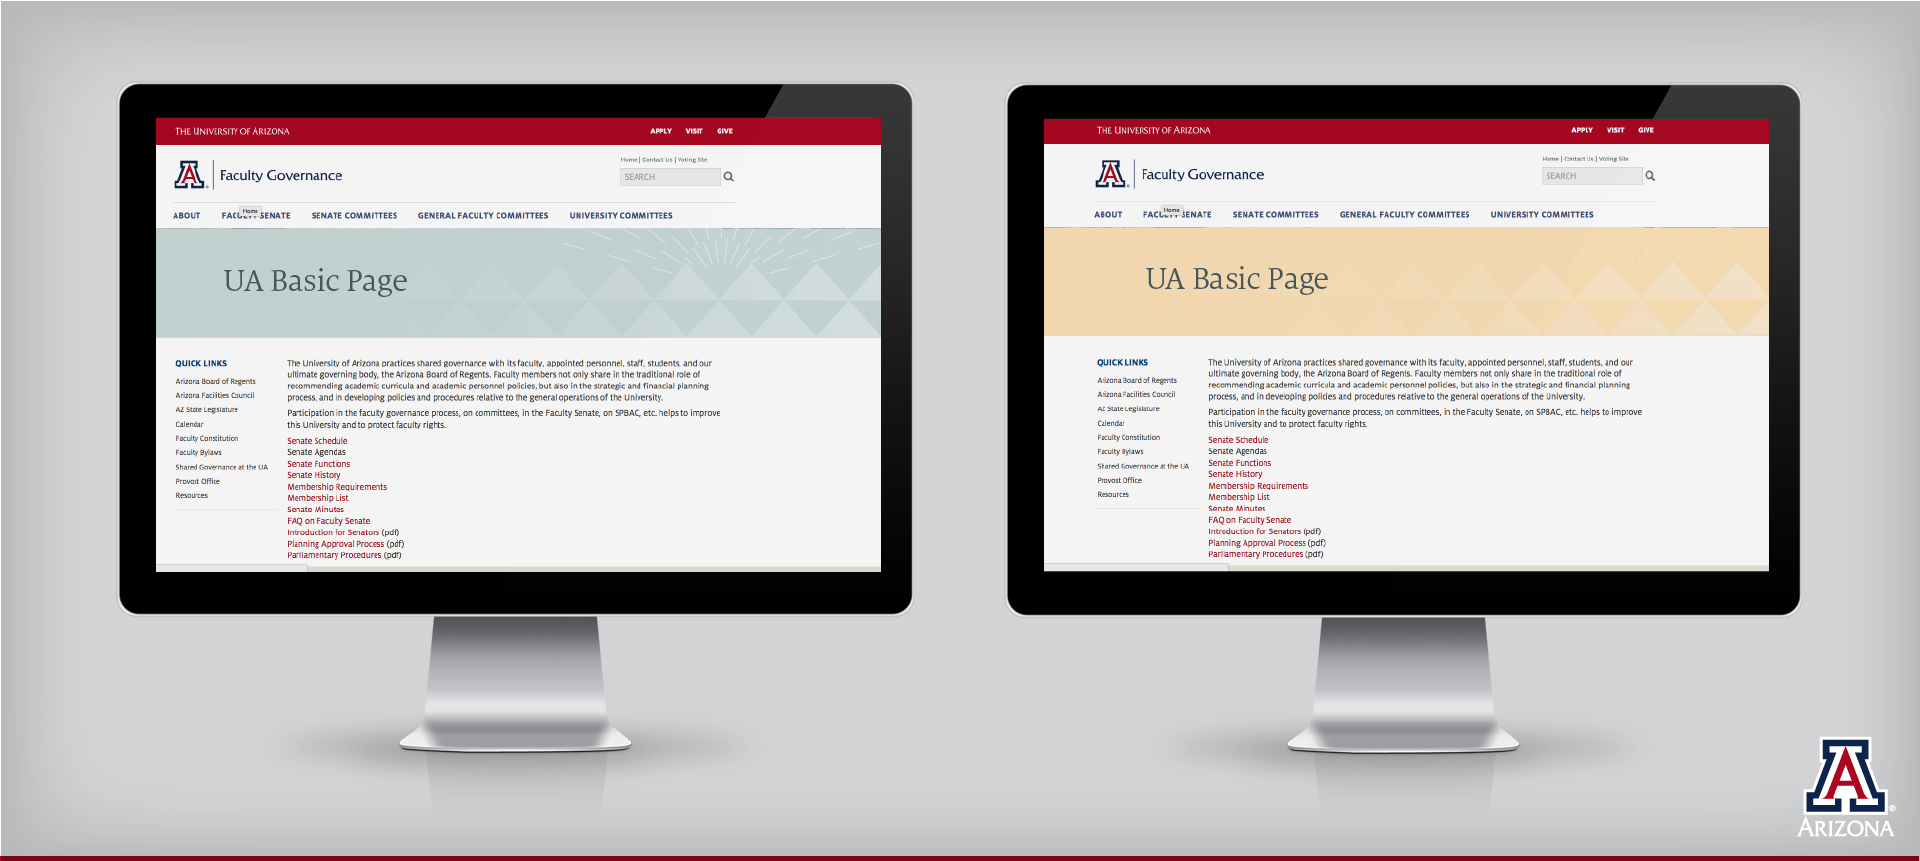 THE UNIVERSITY OF ARIZONA
APPLY VISIT GIVE
A
Faculty Governance
Home | Contact Us | Voting Site
SEARCH
Home
ABOUT FACULTY SENATE SENATE COMMITTEES GENERAL FACULTY COMMITTEES UNIVERSITY COMMITTEES
UA Basic Page
QUICK LINKS
Arizona Board of Regents
Arizona Facilities Council
AZ State Legislature
Calendar
Faculty Constitution
Faculty Bylaws
Shared Governance at the UA
Provost Office
Resources
The University of Arizona practices shared governance with its faculty, appointed personnel, staff, students, and our
ultimate governing body, the Arizona Board of Regents. Faculty members not only share in the traditional role of
recommending academic curricula and academic personnel policies, but also in the strategic and financial planning
process, and in developing policies and procedures relative to the general operations of the University.
Participation in the faculty governance process, on committees, in the Faculty Senate, on SPBAC, etc. helps to improve
this University and to protect faculty rights.
Senate Schedule
Senate Agendas
Senate Functions
Senate History
Membership Requirements
Membership List
Senate Minutes
FAQ on Faculty Senate
Introduction for Senators (pdf)
Planning Approval Process (pdf)
Parliamentary Procedures (pdf)
THE UNIVERSITY OF ARIZONA
APPLY VISIT GIVE
A
Faculty Governance
Home | Contact Us | Voting Site
SEARCH
Home
ABOUT FACULTY SENATE SENATE COMMITTEES GENERAL FACULTY COMMITTEES UNIVERSITY COMMITTEES
UA Basic Page
QUICK LINKS
Arizona Board of Regents
Arizona Facilities Council
AZ State Legislature
Calendar
Faculty Constitution
Faculty Bylaws
Shared Governance at the UA
Provost Office
Resources
The University of Arizona practices shared governance with its faculty, appointed personnel, staff, students, and our
ultimate governing body, the Arizona Board of Regents. Faculty members not only share in the traditional role of
recommending academic curricula and academic personnel policies, but also in the strategic and financial planning
process, and in developing policies and procedures relative to the general operations of the University.
Participation in the faculty governance process, on committees, in the Faculty Senate, on SPBAC, etc. helps to improve
this University and to protect faculty rights.
Senate Schedule
Senate Agendas
Senate Functions
Senate History
Membership Requirements
Membership List
Senate Minutes
FAQ on Faculty Senate
Introduction for Senators (pdf)
Planning Approval Process (pdf)
Parliamentary Procedures (pdf)
A
ARIZONA